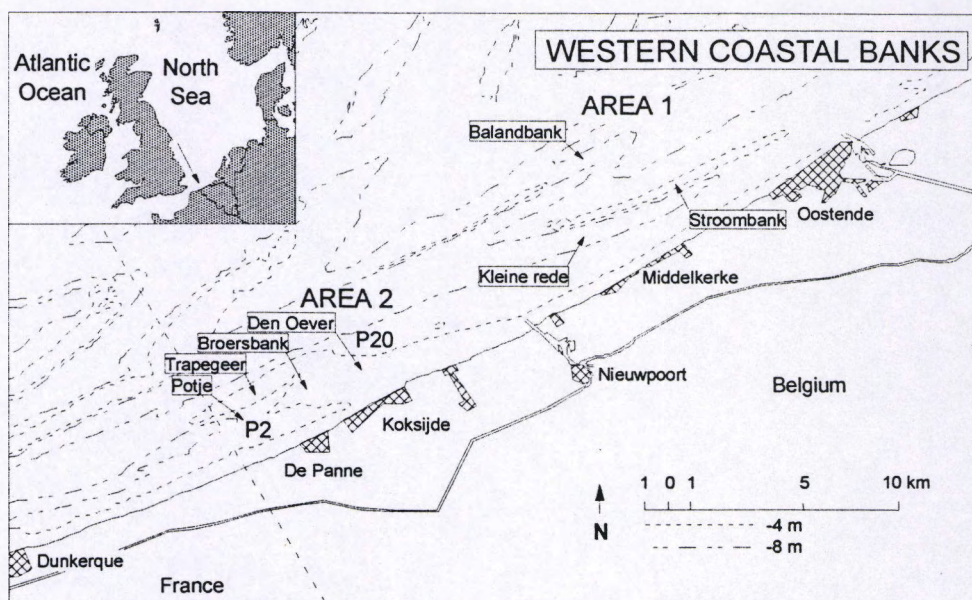 WESTERN COASTAL BANKS
Atlantic
Ocean
North
Sea
AREA 1
Balandbank
Oostende
Stroombank
Kleine rede
Middelkerke
AREA 2
Den Oever
Broersbank
P20
Trapegeer
Potje
P2
Nieuwpoort
Belgium
Koksijde
De Panne
1 0 1 5 10 km
N
-4 m
-8 m
Dunkerque
France